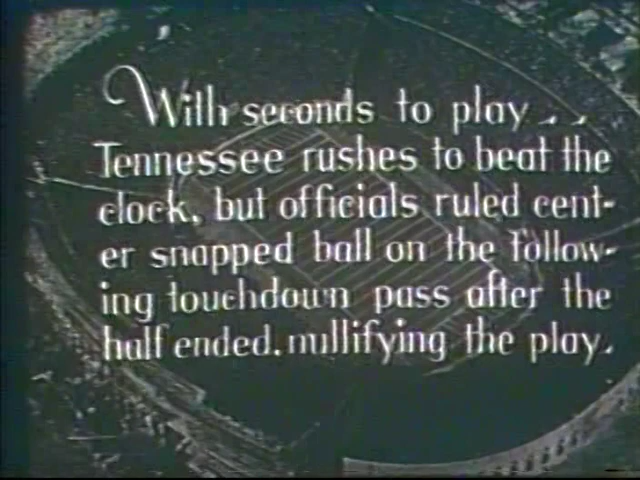 With seconds to play . .
Tennessee rushes to beat the
clock, but officials ruled cent-
er snapped ball on the follow-
ing touchdown pass after the
half ended, nullifying the play.